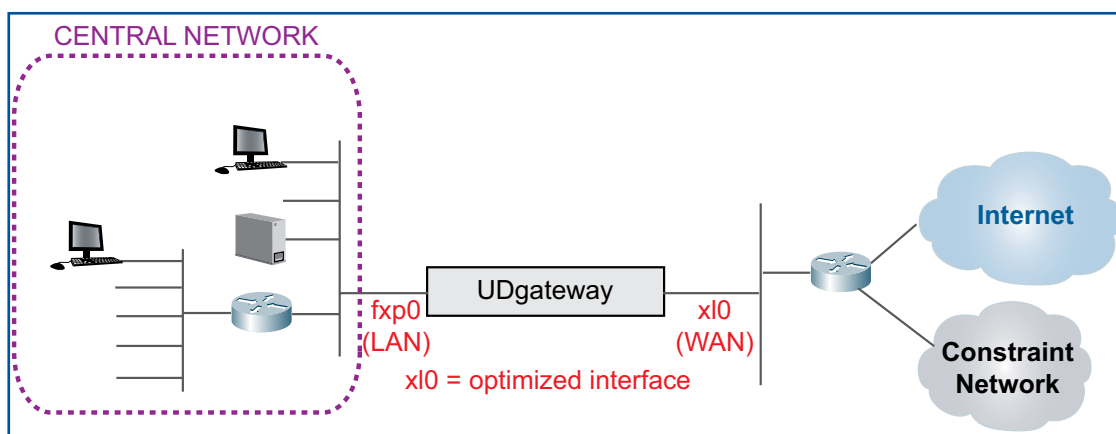 CENTRAL NETWORK
Internet
UDgateway
fxp0
(LAN)
xl0
(WAN)
xl0 = optimized interface
Constraint
Network